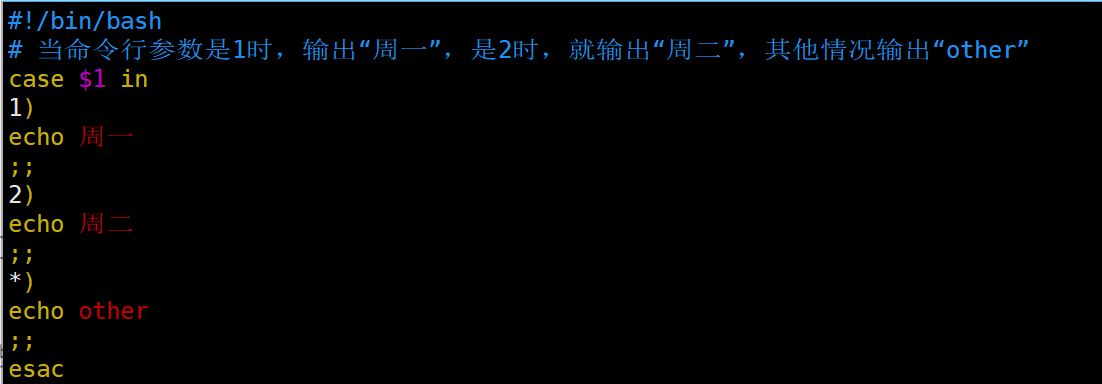 #!/bin/bash
# 当命令行参数是1时，输出“周一”，是2时，就输出“周二”，其他情况输出“other”
case $1 in
1)
echo 周一
;;
2)
echo 周二
;;
*)
echo other
;;
esac